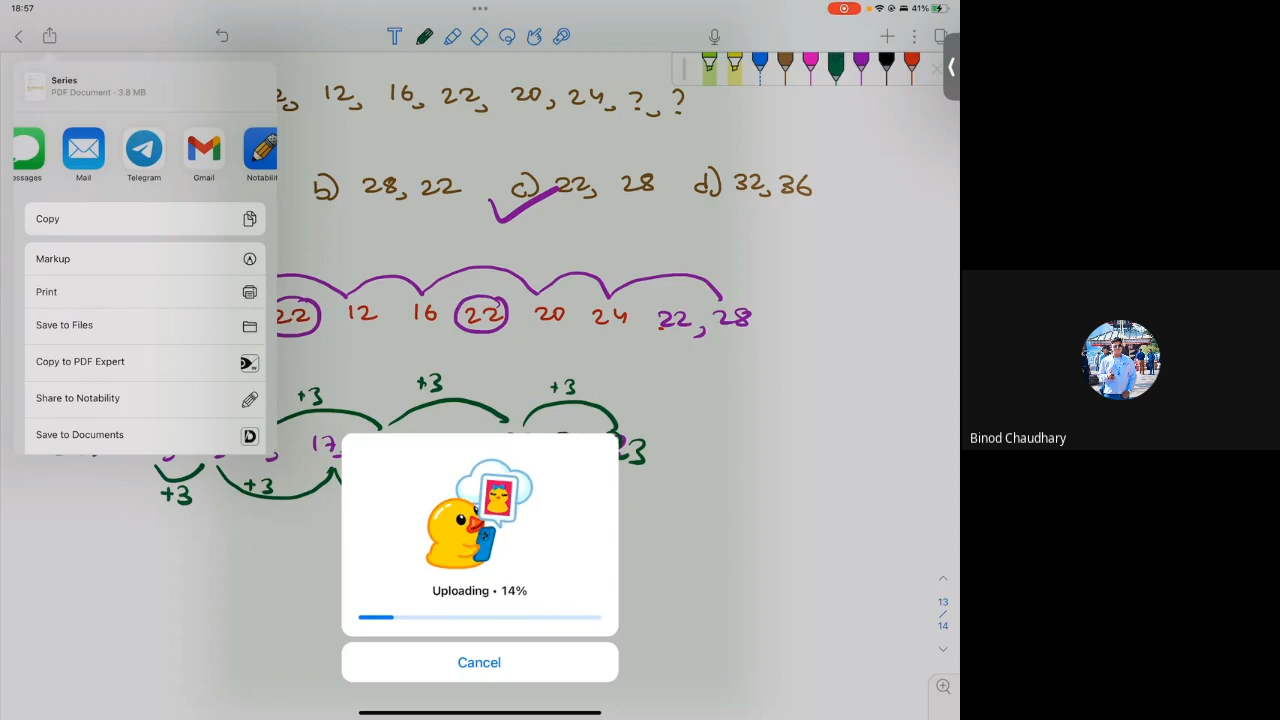 18:57
41%
Series
PDF Document · 3.8 MB
12, 16, 22, 20, 24, ?, ?
essages Mail Telegram Gmail Notabilit
Copy
b) 28, 22 c) 22, 28 d) 32, 36
Markup
Print
22 12 16 22 20 24 22, 28
Save to Files
Copy to PDF Expert
+3 +3 +3
Share to Notability
Save to Documents
17,
23
+3 +3
Uploading • 14%
Cancel
13
/
14
Binod Chaudhary